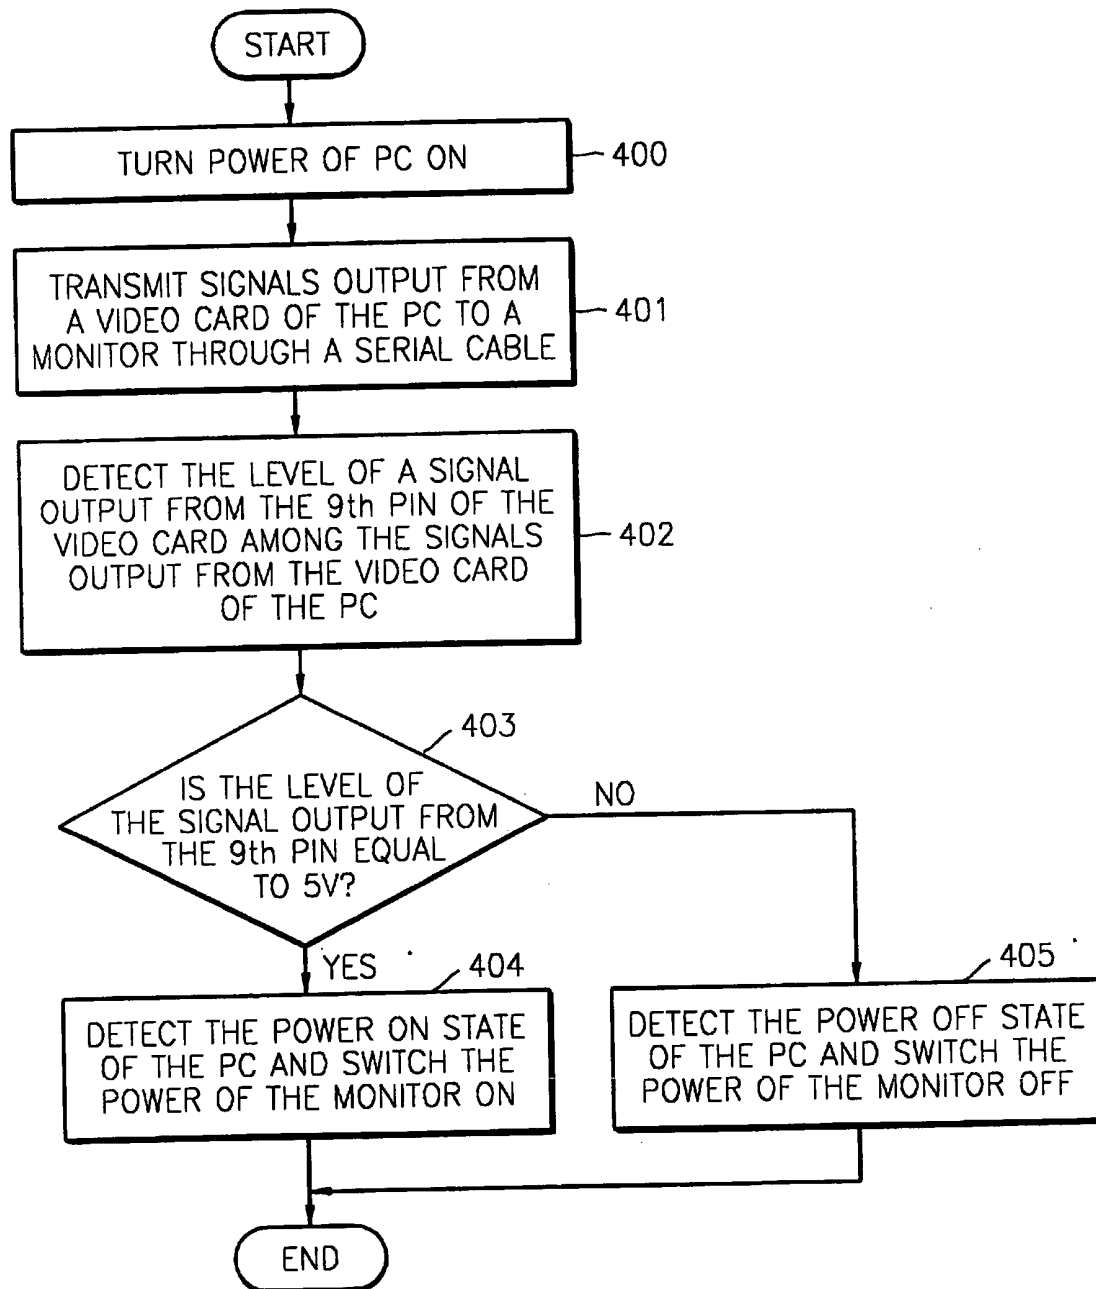 START
TURN POWER OF PC ON
400
TRANSMIT SIGNALS OUTPUT FROM
A VIDEO CARD OF THE PC TO A
MONITOR THROUGH A SERIAL CABLE
401
DETECT THE LEVEL OF A SIGNAL
OUTPUT FROM THE 9th PIN OF THE
VIDEO CARD AMONG THE SIGNALS
OUTPUT FROM THE VIDEO CARD
OF THE PC
402
403
IS THE LEVEL OF
THE SIGNAL OUTPUT FROM
THE 9th PIN EQUAL
TO 5V?
NO
YES
404
DETECT THE POWER ON STATE
OF THE PC AND SWITCH THE
POWER OF THE MONITOR ON
405
DETECT THE POWER OFF STATE
OF THE PC AND SWITCH THE
POWER OF THE MONITOR OFF
END